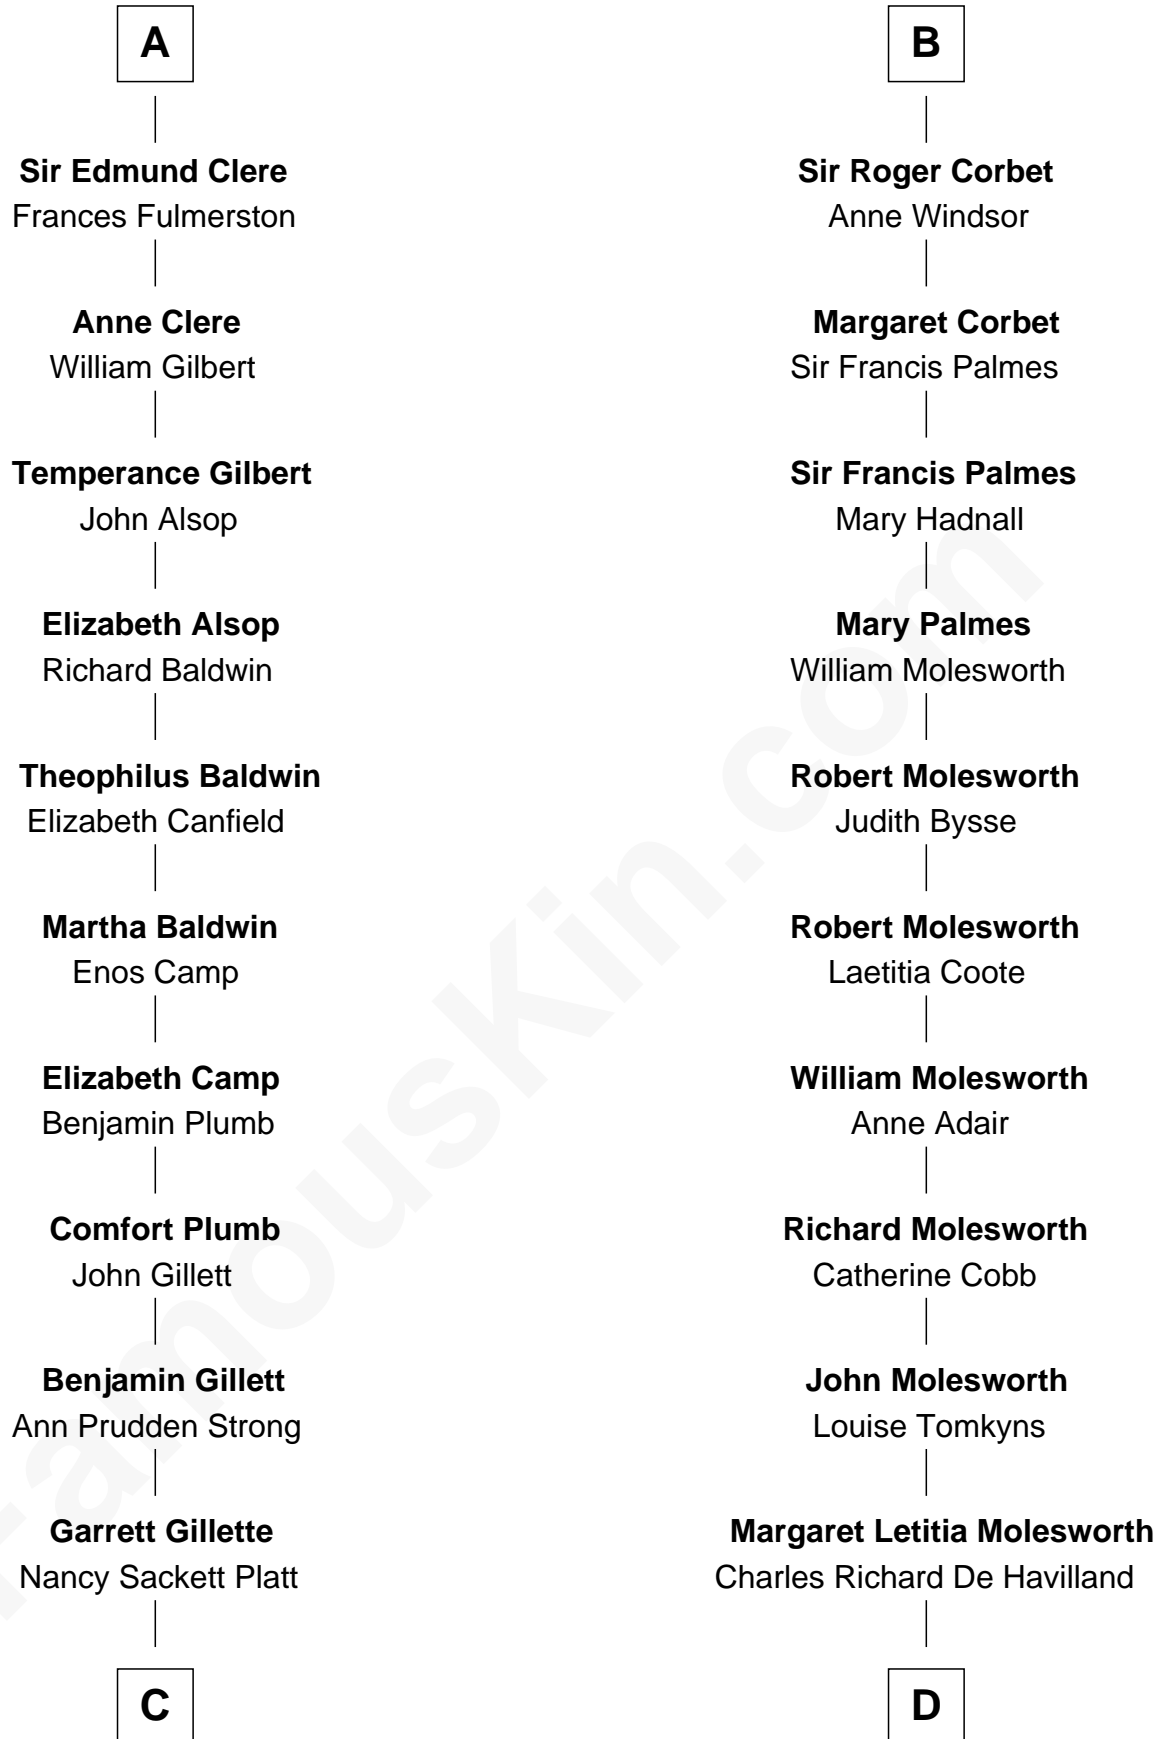 A
Sir Edmund Clere
Frances Fulmerston
Anne Clere
William Gilbert
Temperance Gilbert
John Alsop
Elizabeth Alsop
Richard Baldwin
Theophilus Baldwin
Elizabeth Canfield
Martha Baldwin
Enos Camp
Elizabeth Camp
Benjamin Plumb
Comfort Plumb
John Gillett
Benjamin Gillett
Ann Prudden Strong
Garrett Gillette
Nancy Sackett Platt
C
B
Sir Roger Corbet
Anne Windsor
Margaret Corbet
Sir Francis Palmes
Sir Francis Palmes
Mary Hadnall
Mary Palmes
William Molesworth
Robert Molesworth
Judith Bysse
Robert Molesworth
Laetitia Coote
William Molesworth
Anne Adair
Richard Molesworth
Catherine Cobb
John Molesworth
Louise Tomkyns
Margaret Letitia Molesworth
Charles Richard De Havilland
D
FamousKin.com